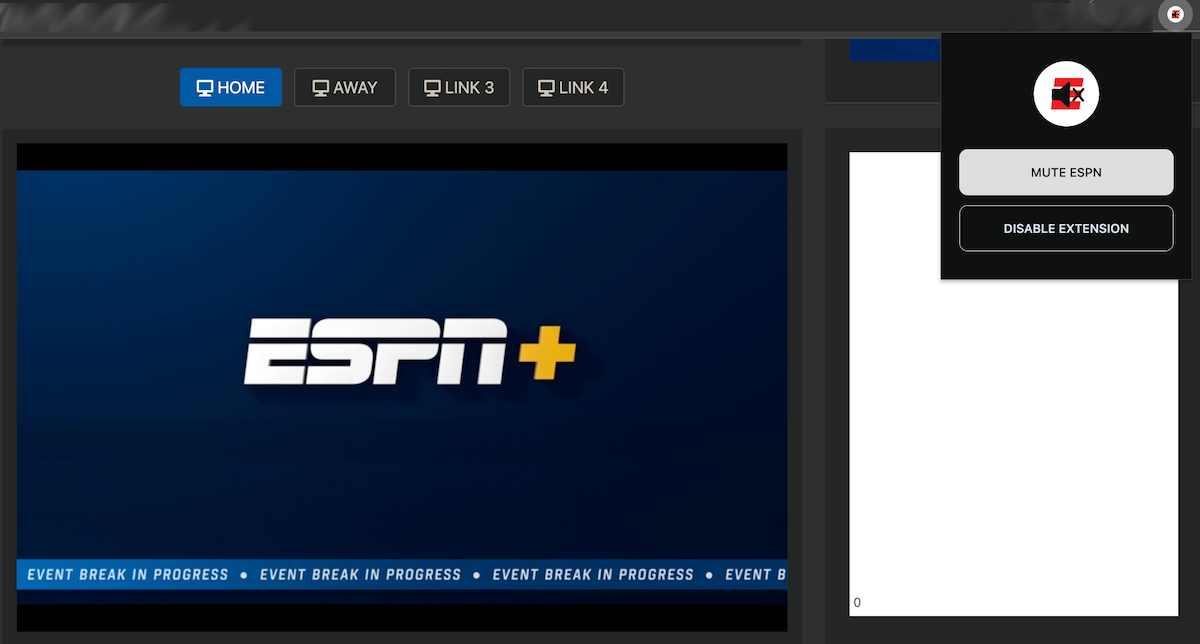 HOME
AWAY
LINK 3
LINK 4
MUTE ESPN
DISABLE EXTENSION
ESPN+
EVENT BREAK IN PROGRESS • EVENT BREAK IN PROGRESS • EVENT BREAK IN PROGRESS • EVENT B
0